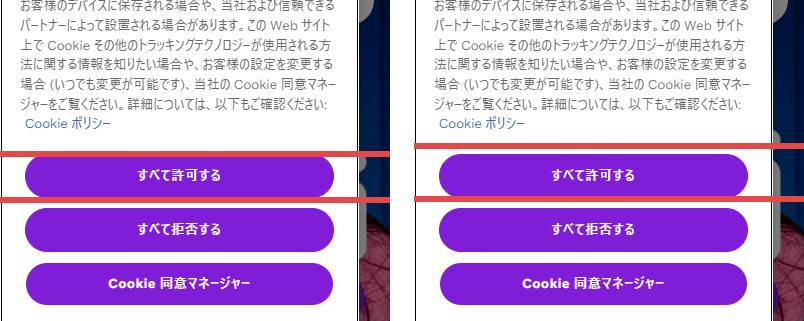 お客様のデバイスに保存される場合や、当社および信頼できる
パートナーによって設置される場合があります。この Web サイト
上で Cookie その他のトラッキングテクノロジーが使用される方
法に関する情報を知りたい場合や、お客様の設定を変更する
場合 (いつでも変更が可能です)、当社の Cookie 同意マネー
ジャーをご覧ください。詳細については、以下もご確認ください:
Cookie ポリシー
すべて許可する
すべて拒否する
Cookie 同意マネージャー
お客様のデバイスに保存される場合や、当社および信頼できる
パートナーによって設置される場合があります。この Web サイト
上で Cookie その他のトラッキングテクノロジーが使用される方
法に関する情報を知りたい場合や、お客様の設定を変更する
場合 (いつでも変更が可能です)、当社の Cookie 同意マネー
ジャーをご覧ください。詳細については、以下もご確認ください:
Cookie ポリシー
すべて許可する
すべて拒否する
Cookie 同意マネージャー